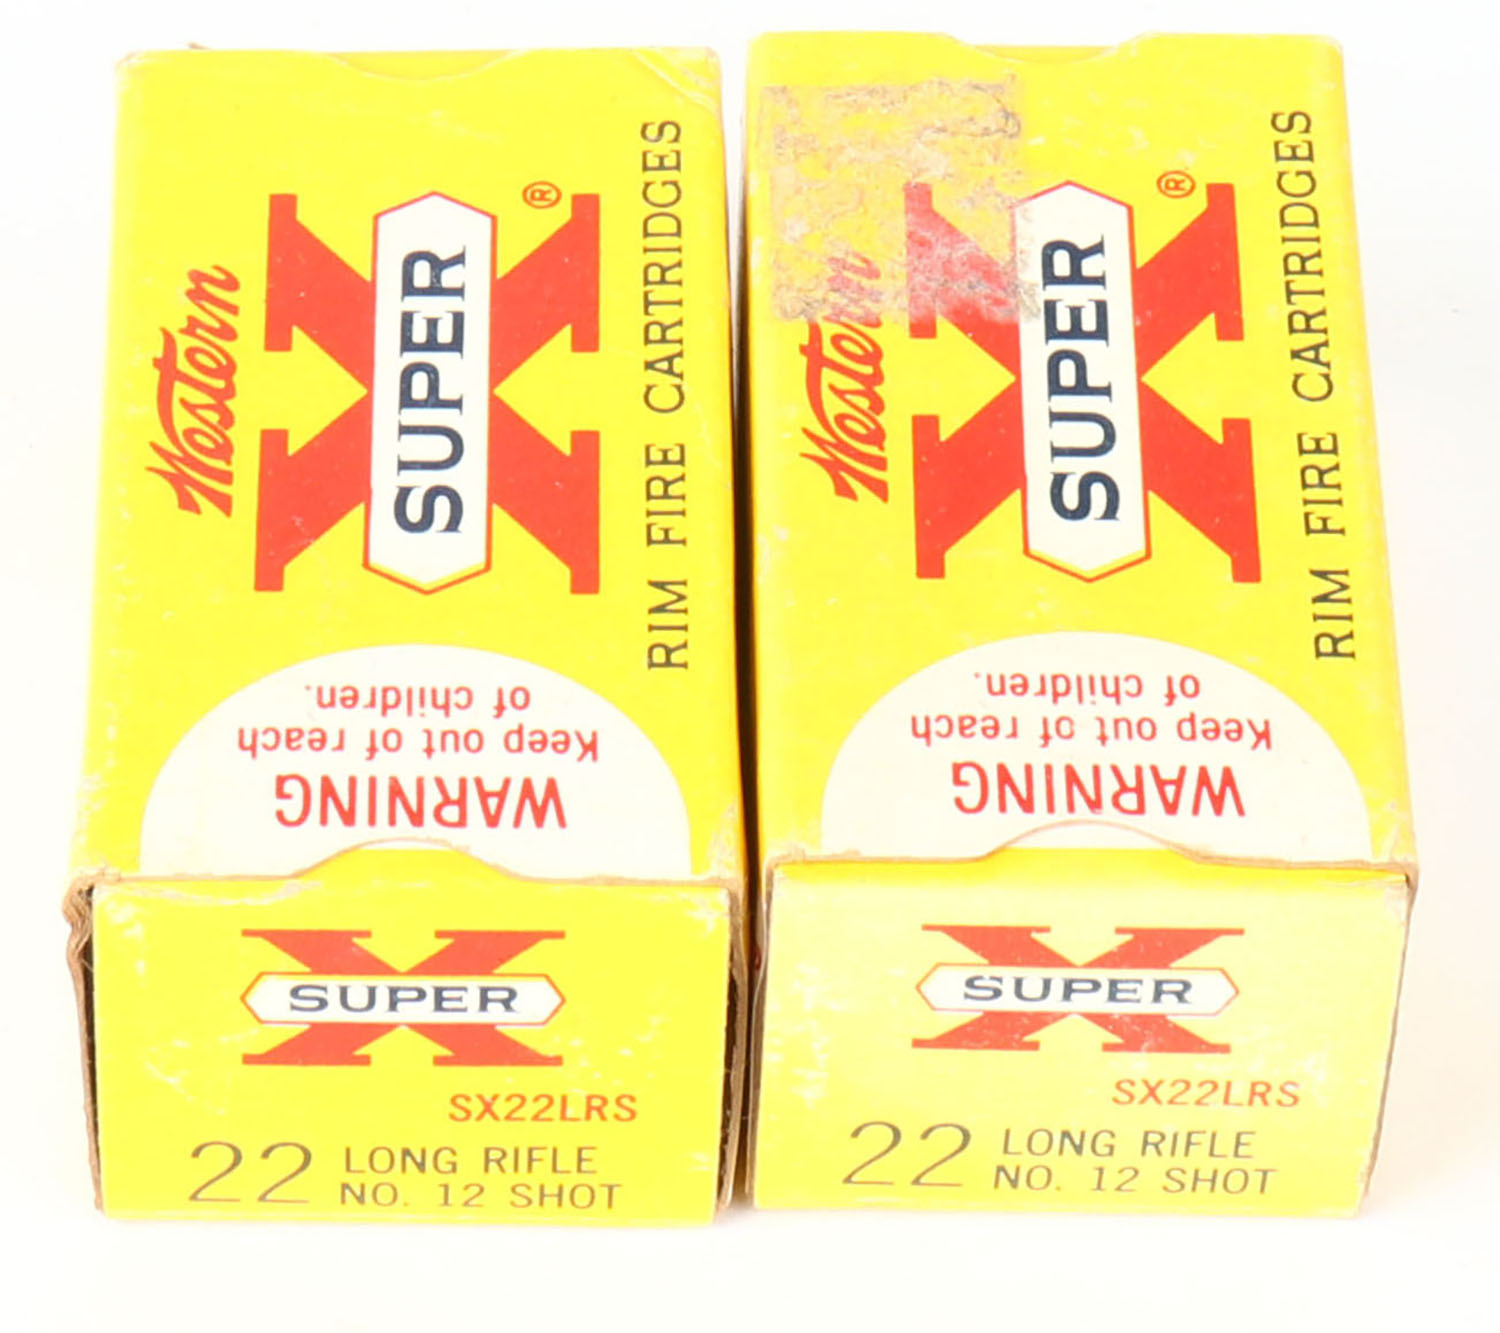 Western
SUPER X ®
RIM FIRE CARTRIDGES
WARNING
Keep out of reach
of children.
SUPER X
SX22LRS
22 LONG RIFLE
NO. 12 SHOT
Western
SUPER X ®
RIM FIRE CARTRIDGES
WARNING
Keep out of reach
of children.
SUPER X
SX22LRS
22 LONG RIFLE
NO. 12 SHOT